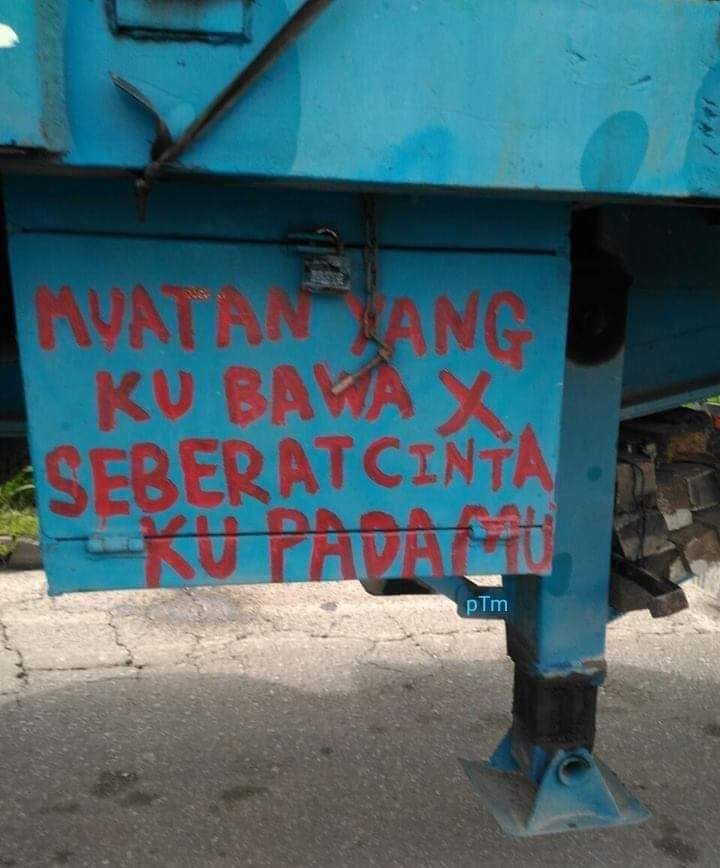 MUATAN YANG
KU BAWA X
SEBERAT CINTA
KU PADAMU
pTm